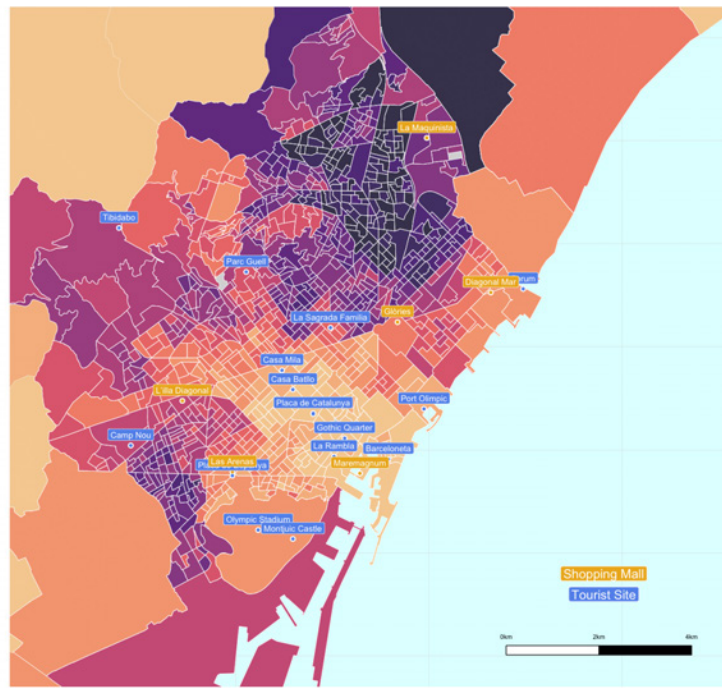 La Maquinista
Tibidabo
Parc Guell
Diagonal Mar
La Sagrada Familia
Glòries
Casa Mila
Casa Batllo
L'illa Diagonal
Port Olimpic
Placa de Catalunya
Gothic Quarter
Camp Nou
La Rambla
Barceloneta
Las Arenas
Maremagnum
Olympic Stadium
Montjuic Castle
Shopping Mall
Tourist Site
0km 2km 4km